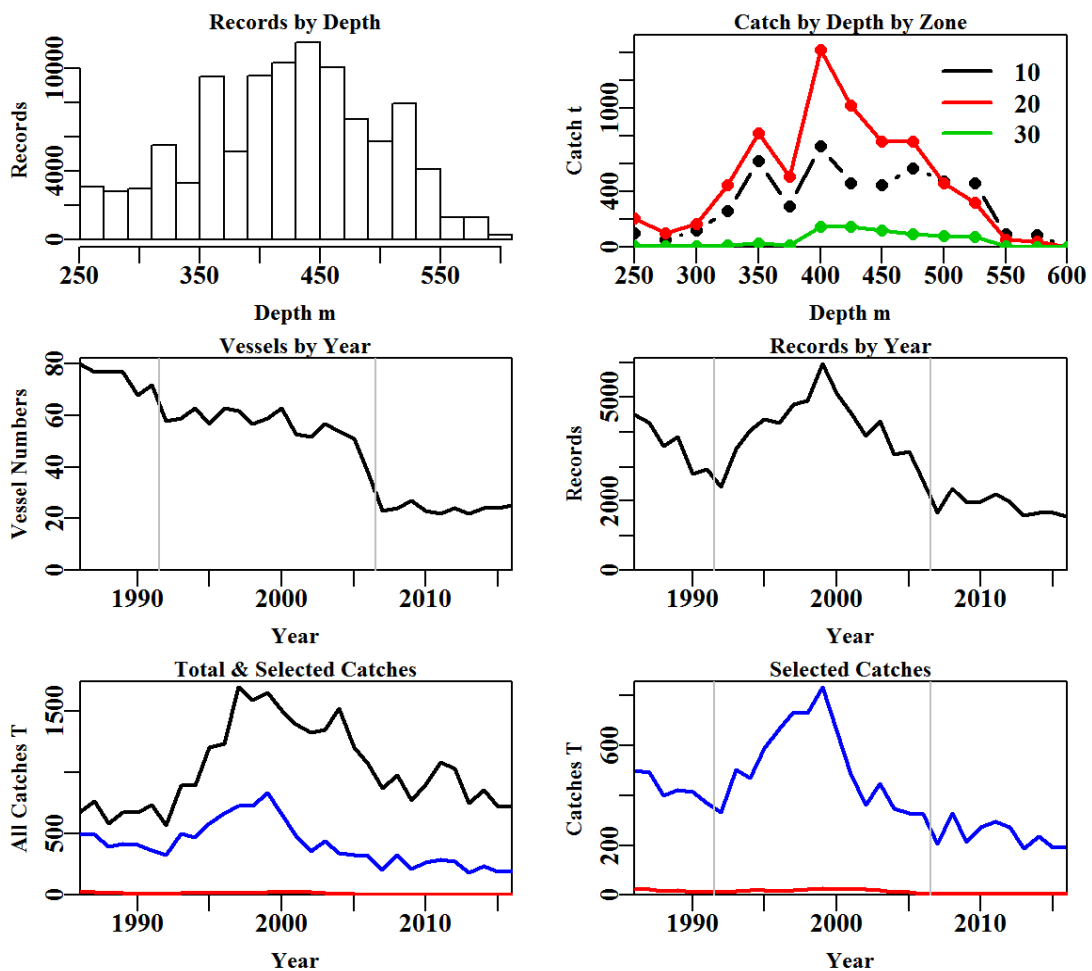 Records by Depth
Records
0
4000
10000
250
350
450
550
Depth m
Catch by Depth by Zone
Catch t
0
400
1000
10
20
30
250
300
350
400
450
500
550
600
Depth m
Vessels by Year
Vessel Numbers
0
20
40
60
80
1990
2000
2010
Year
Records by Year
Records
0
2000
5000
1990
2000
2010
Year
Total & Selected Catches
All Catches T
0
500
1500
1990
2000
2010
Year
Selected Catches
Catches T
0
200
600
1990
2000
2010
Year